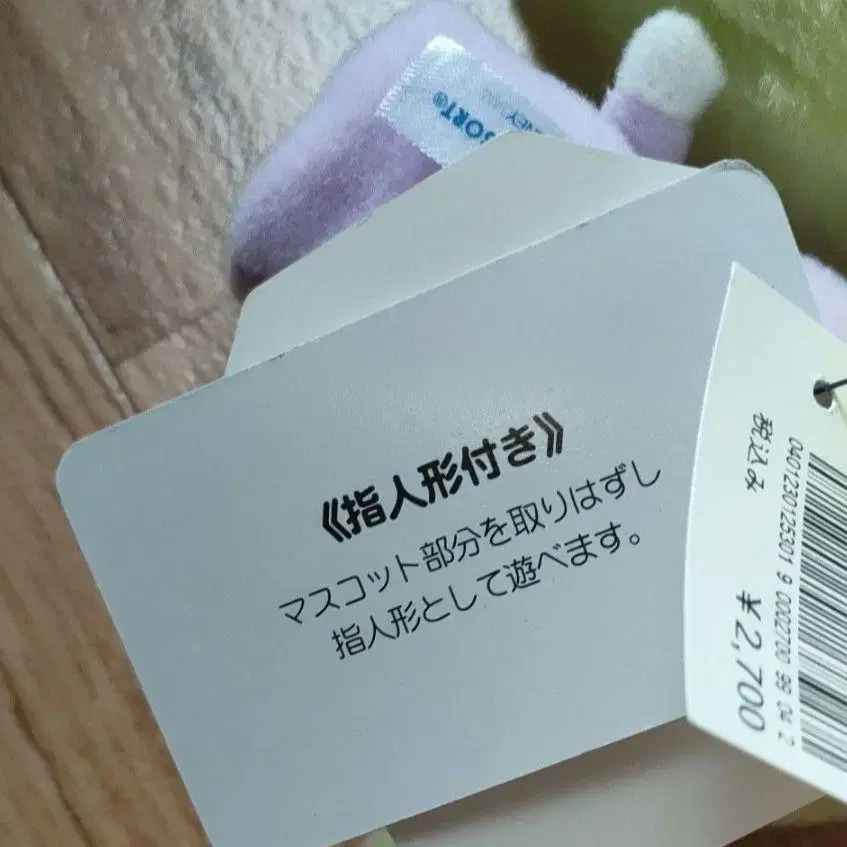 SORT®
NEY
《指人形付き》
マスコット部分を取りはずし
指人形として遊べます。
税込み
0401230125301 9 0002700 99 04 2
¥2,700